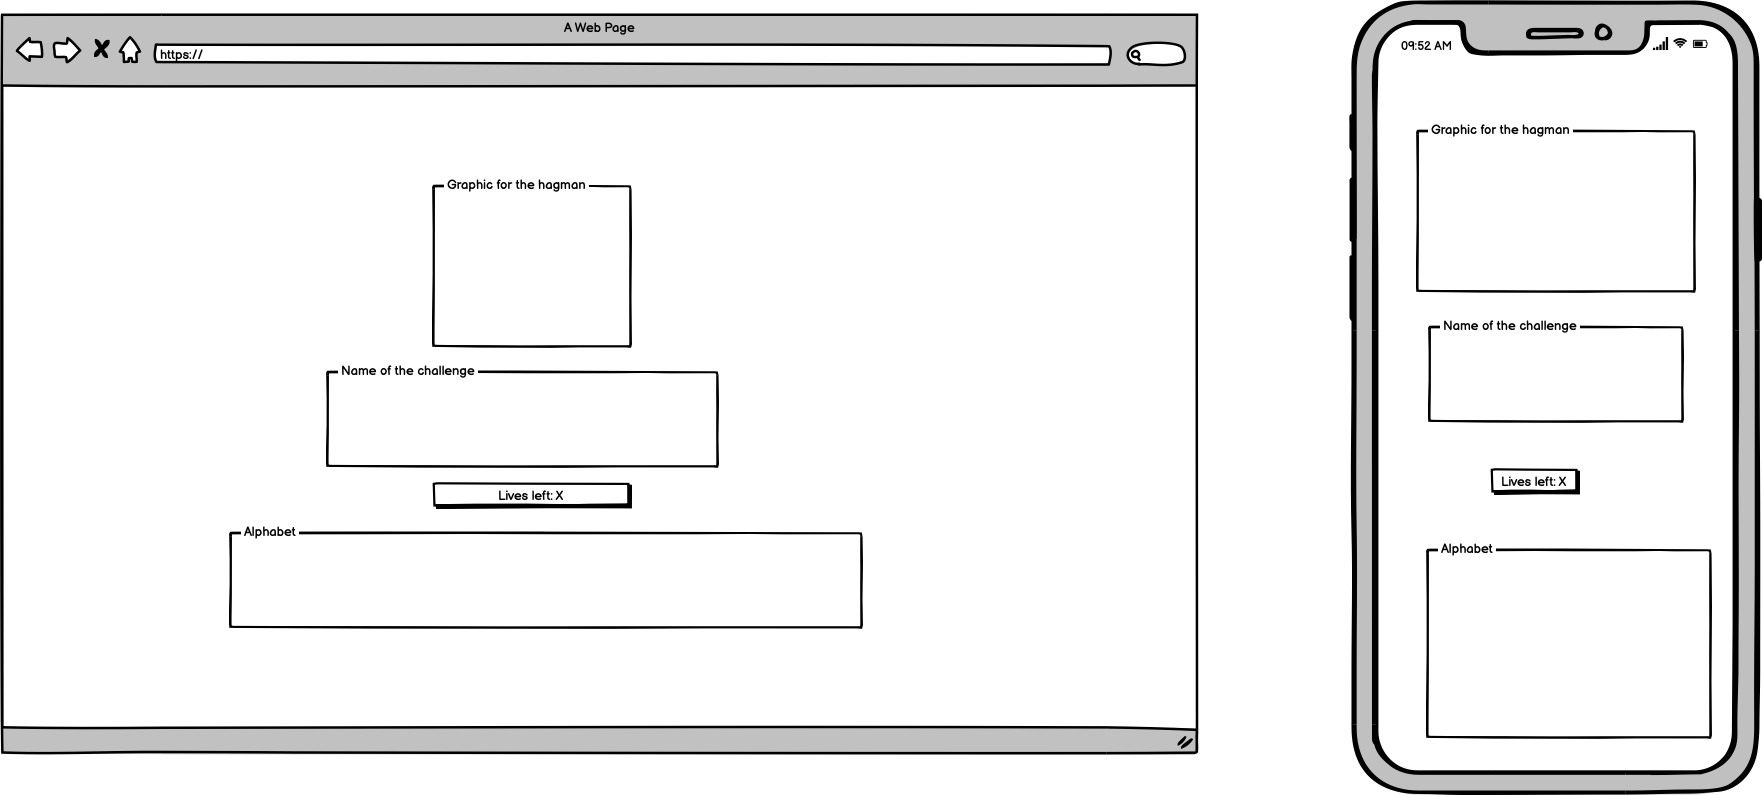 A Web Page
https://
Graphic for the hagman
Name of the challenge
Lives left: X
Alphabet
09:52 AM
Graphic for the hagman
Name of the challenge
Lives left: X
Alphabet